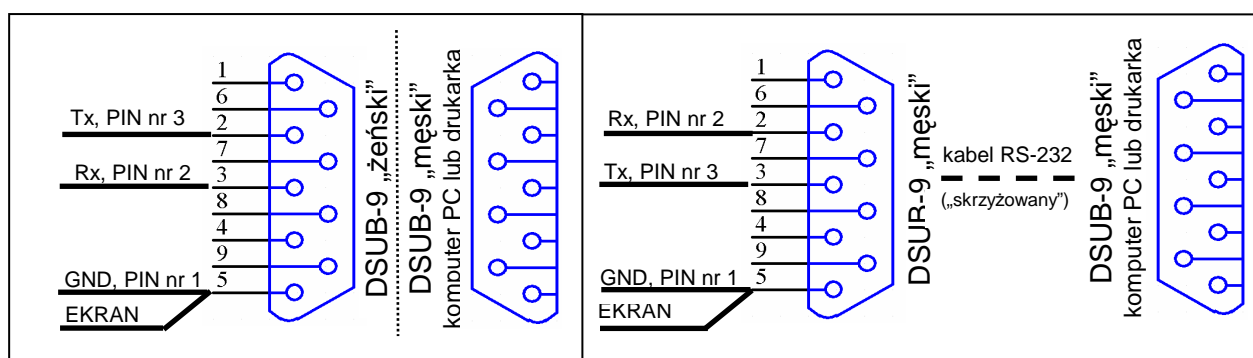 1
6
Tx, PIN nr 3
2
7
Rx, PIN nr 2
3
8
4
9
GND, PIN nr 1
5
EKRAN
DSUB-9 „żeński”
DSUB-9 „męski”
komputer PC lub drukarka
1
6
Rx, PIN nr 2
2
7
Tx, PIN nr 3
3
8
4
9
GND, PIN nr 1
5
EKRAN
DSUB-9 „męski”
kabel RS-232
(„skrzyżowany”)
DSUB-9 „męski”
komputer PC lub drukarka